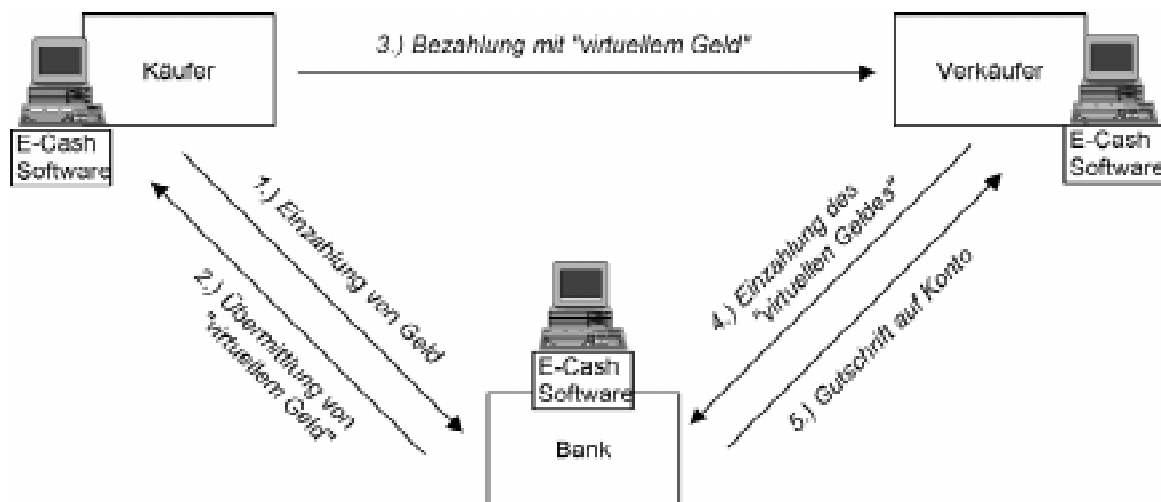 3.) Bezahlung mit "virtuellem Geld"
Käufer
Verkäufer
E-Cash
Software
E-Cash
Software
1.) Einzahlung von Geld
2.) Übermittlung von
"virtuellem Geld"
4.) Einzahlung des
"virtuellen Geldes"
5.) Gutschrift auf Konto
E-Cash
Software
Bank